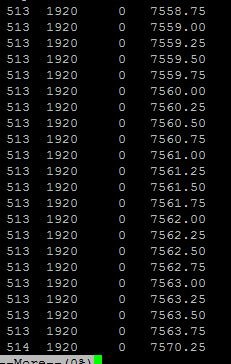 513 1920 0 7558.75
513 1920 0 7559.00
513 1920 0 7559.25
513 1920 0 7559.50
513 1920 0 7559.75
513 1920 0 7560.00
513 1920 0 7560.25
513 1920 0 7560.50
513 1920 0 7560.75
513 1920 0 7561.00
513 1920 0 7561.25
513 1920 0 7561.50
513 1920 0 7561.75
513 1920 0 7562.00
513 1920 0 7562.25
513 1920 0 7562.50
513 1920 0 7562.75
513 1920 0 7563.00
513 1920 0 7563.25
513 1920 0 7563.50
513 1920 0 7563.75
514 1920 0 7570.25
--More--(0%)